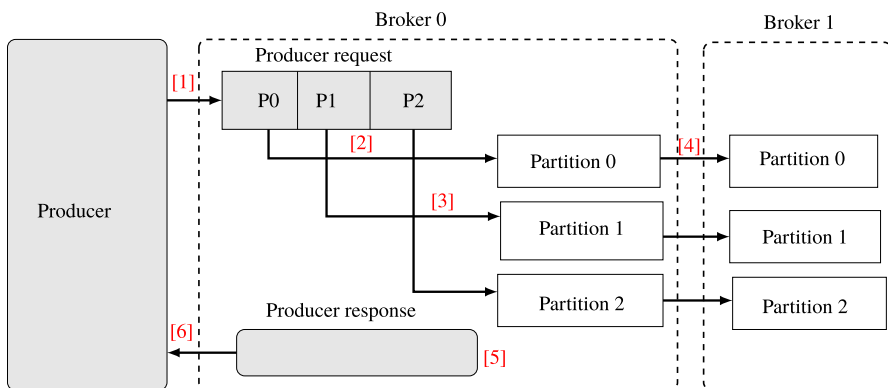 Broker 0
Broker 1
Producer request
[1]
P0 P1 P2
[2]
Partition 0
[4]
Partition 0
Producer
[3]
Partition 1
Partition 1
Partition 2
Partition 2
Producer response
[6]
[5]